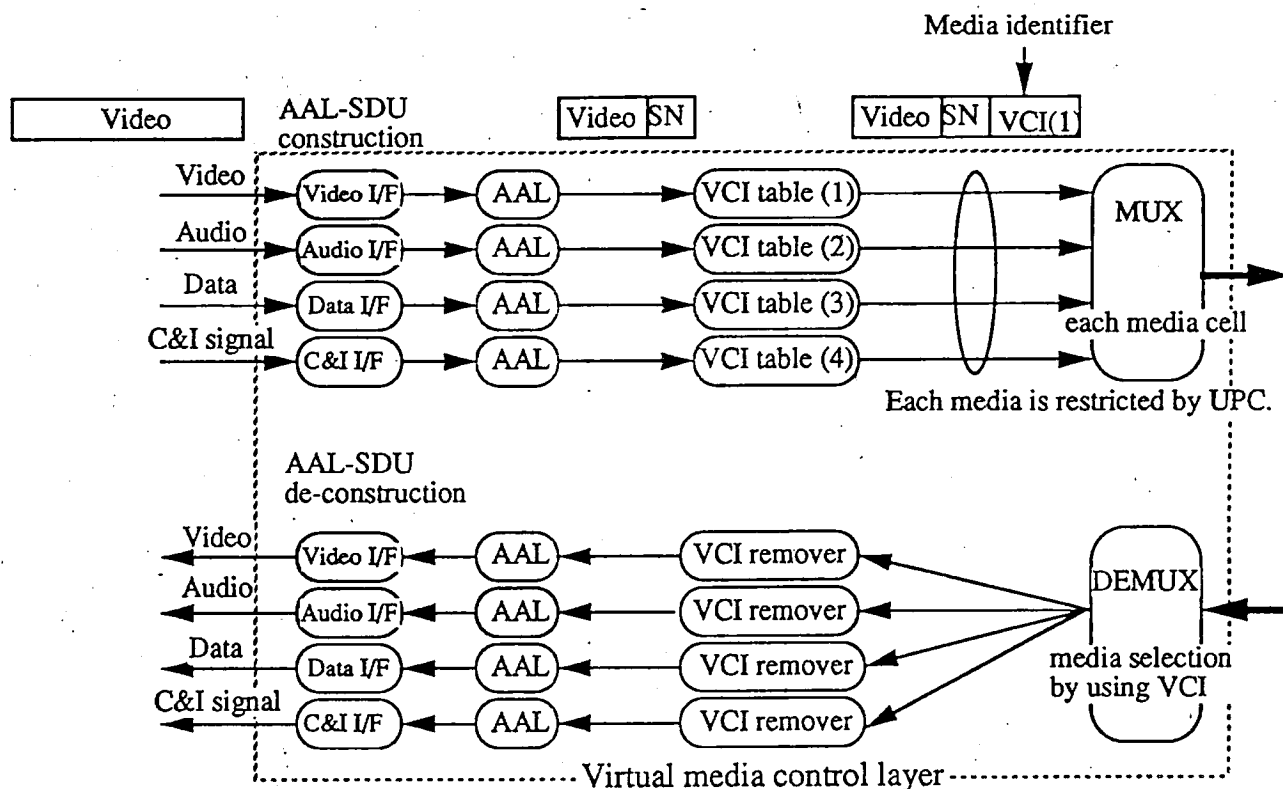 Media identifier
Video
AAL-SDU
construction
Video SN
Video SN VCI(1)
Video
Video I/F
AAL
VCI table (1)
MUX
Audio
Audio I/F
AAL
VCI table (2)
Data
Data I/F
AAL
VCI table (3)
each media cell
C&I signal
C&I I/F
AAL
VCI table (4)
Each media is restricted by UPC.
AAL-SDU
de-construction
Video
Video I/F
AAL
VCI remover
DEMUX
Audio
Audio I/F
AAL
VCI remover
Data
Data I/F
AAL
VCI remover
media selection
by using VCI
C&I signal
C&I I/F
AAL
VCI remover
Virtual media control layer